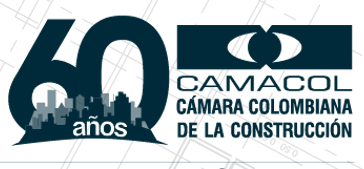 60
años
CAMACOL
CÁMARA COLOMBIANA
DE LA CONSTRUCCIÓN